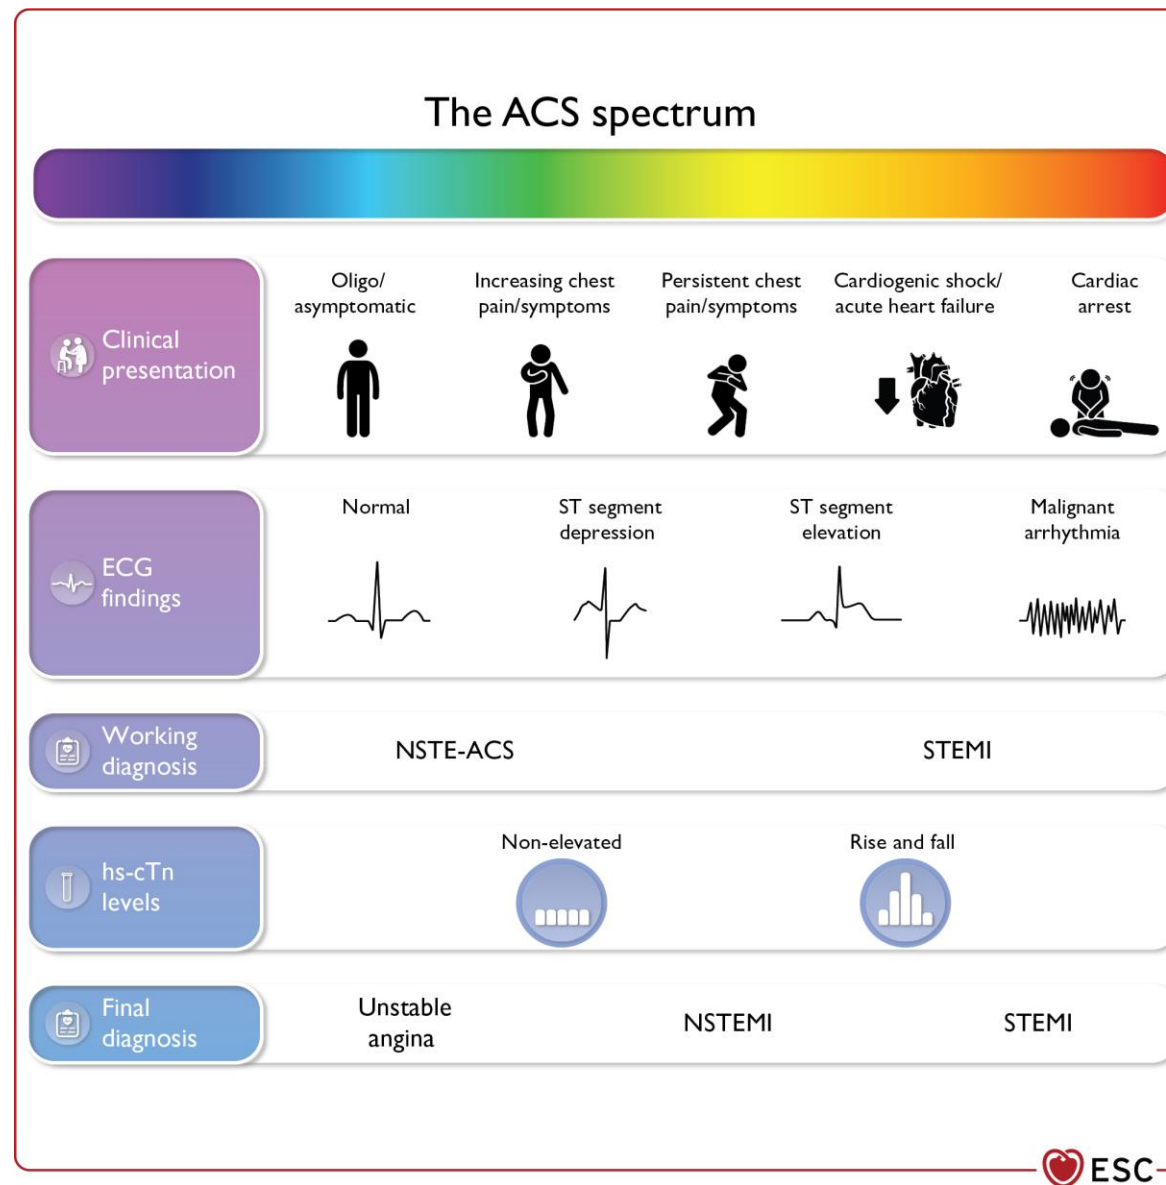 The ACS spectrum
Clinical
presentation
Oligo/
asymptomatic
Increasing chest
pain/symptoms
Persistent chest
pain/symptoms
Cardiogenic shock/
acute heart failure
Cardiac
arrest
ECG
findings
Normal
ST segment
depression
ST segment
elevation
Malignant
arrhythmia
Working
diagnosis
NSTE-ACS
STEMI
hs-cTn
levels
Non-elevated
Rise and fall
Final
diagnosis
Unstable
angina
NSTEMI
STEMI
ESC